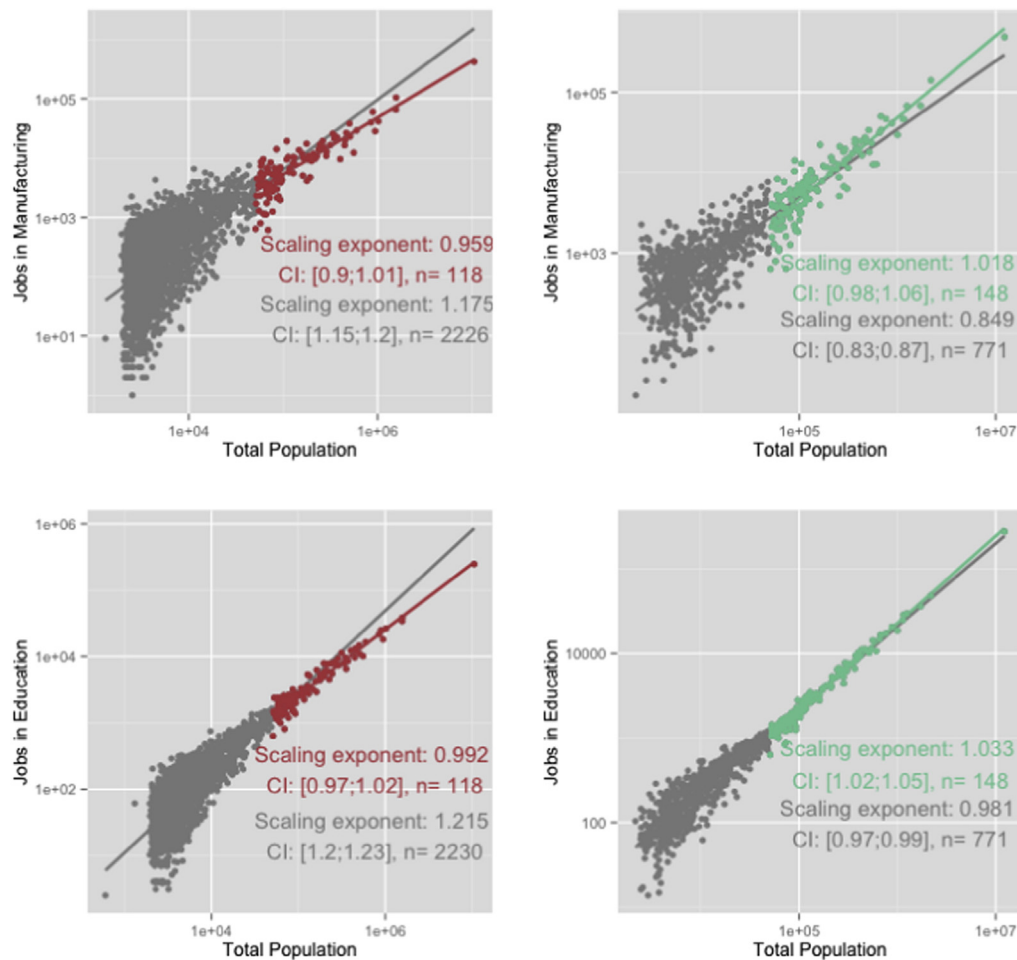 Jobs in Manufacturing
1e+05
1e+03
1e+01
Scaling exponent: 0.959
CI: [0.9;1.01], n= 118
Scaling exponent: 1.175
CI: [1.15;1.2], n= 2226
1e+04
1e+06
Total Population
Jobs in Manufacturing
1e+05
1e+03
Scaling exponent: 1.018
CI: [0.98;1.06], n= 148
Scaling exponent: 0.849
CI: [0.83;0.87], n= 771
1e+05
1e+07
Total Population
Jobs in Education
1e+06
1e+04
1e+02
Scaling exponent: 0.992
CI: [0.97;1.02], n= 118
Scaling exponent: 1.215
CI: [1.2;1.23], n= 2230
1e+04
1e+06
Total Population
Jobs in Education
10000
100
Scaling exponent: 1.033
CI: [1.02;1.05], n= 148
Scaling exponent: 0.981
CI: [0.97;0.99], n= 771
1e+05
1e+07
Total Population